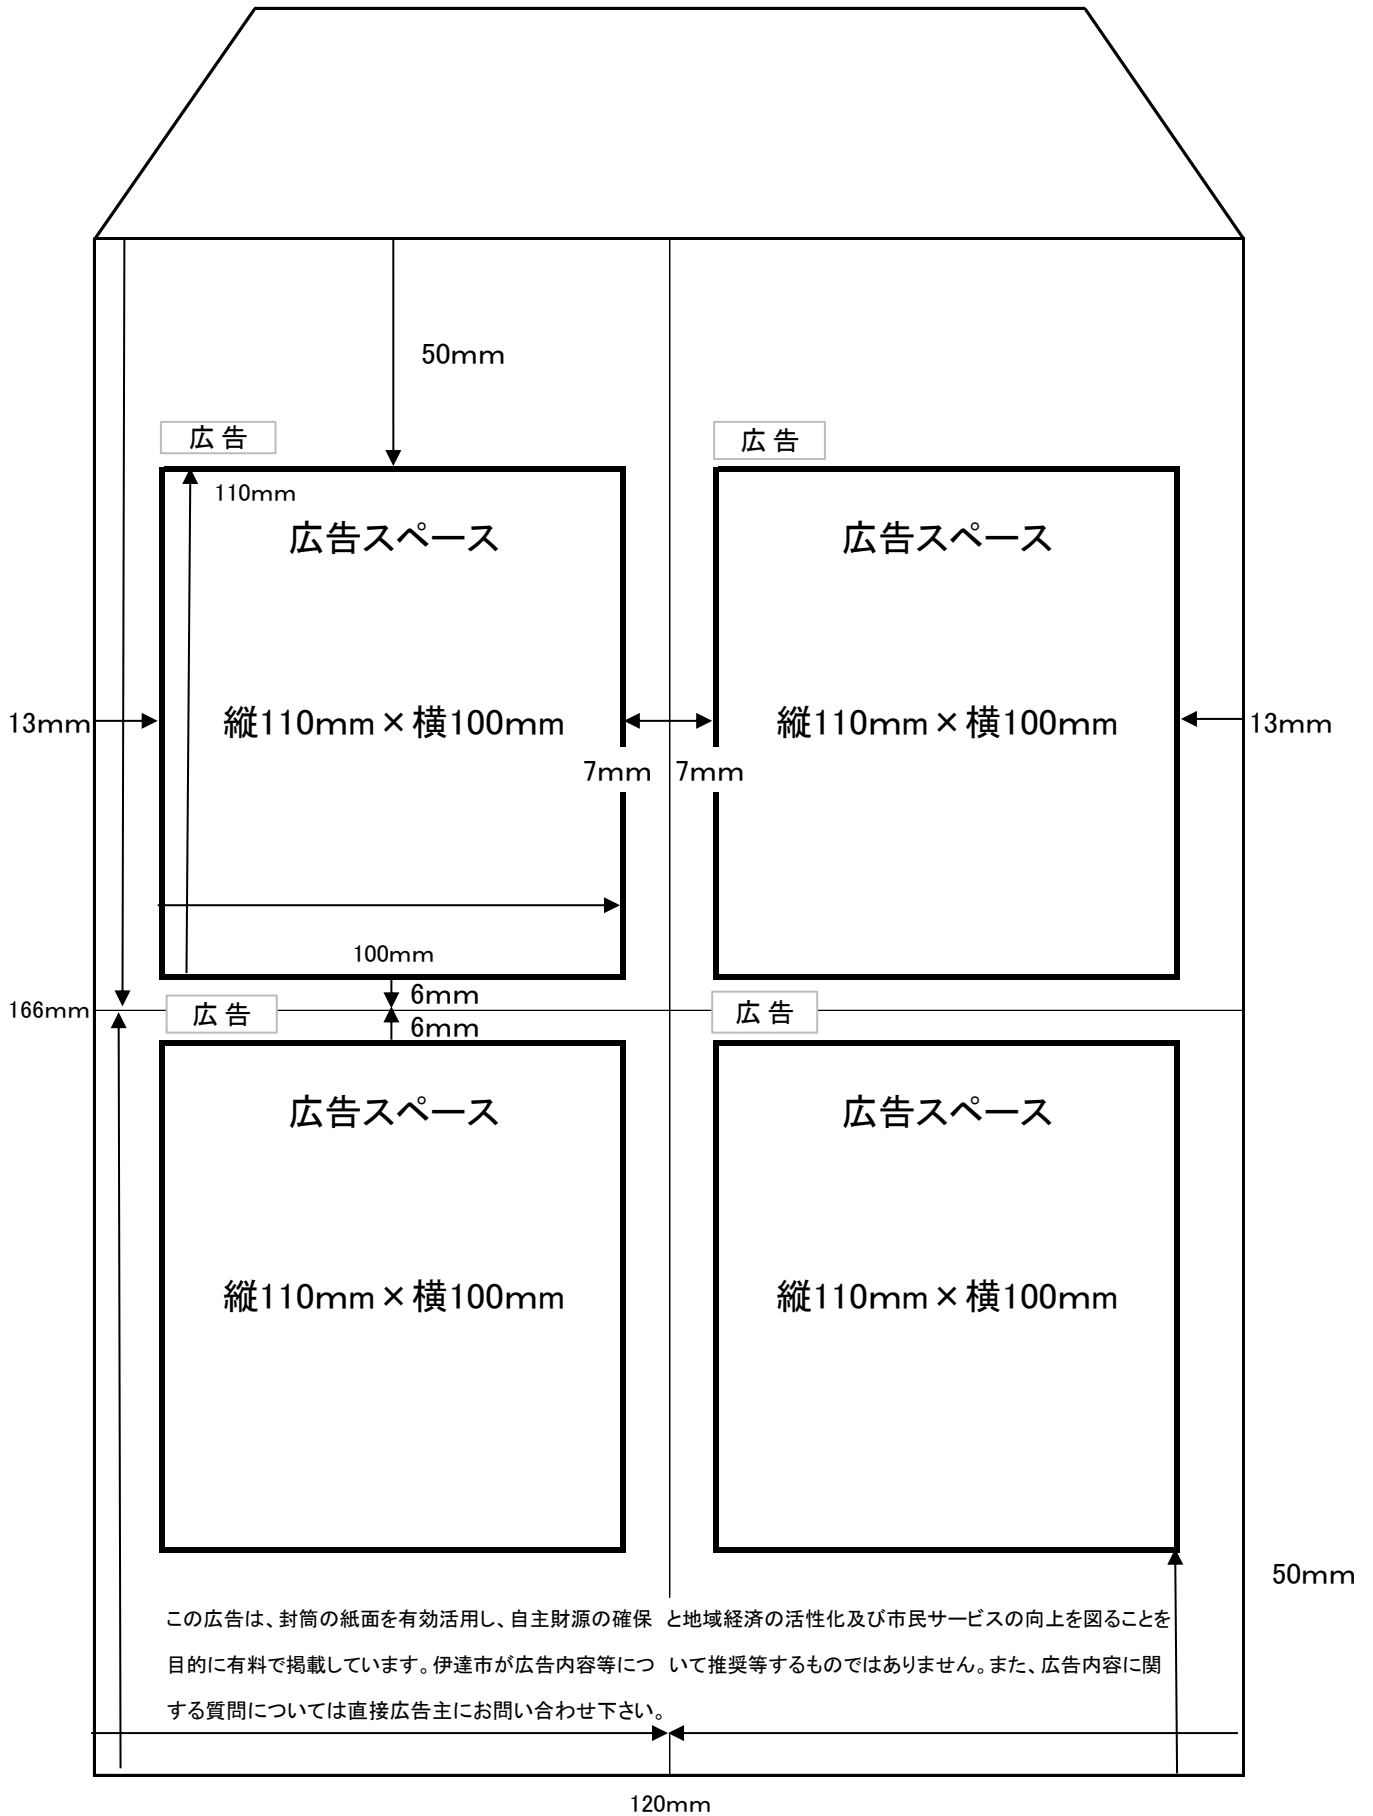 50mm
広 告
広 告
110mm
広告スペース
広告スペース
13mm
縦110mm×横100mm
縦110mm×横100mm
13mm
7mm
7mm
100mm
6mm
166mm
広 告
広 告
6mm
広告スペース
広告スペース
縦110mm×横100mm
縦110mm×横100mm
50mm
この広告は、封筒の紙面を有効活用し、自主財源の確保と地域経済の活性化及び市民サービスの向上を図ることを
目的に有料で掲載しています。伊達市が広告内容等について推奨等するものではありません。また、広告内容に関
する質問については直接広告主にお問い合わせ下さい。
120mm